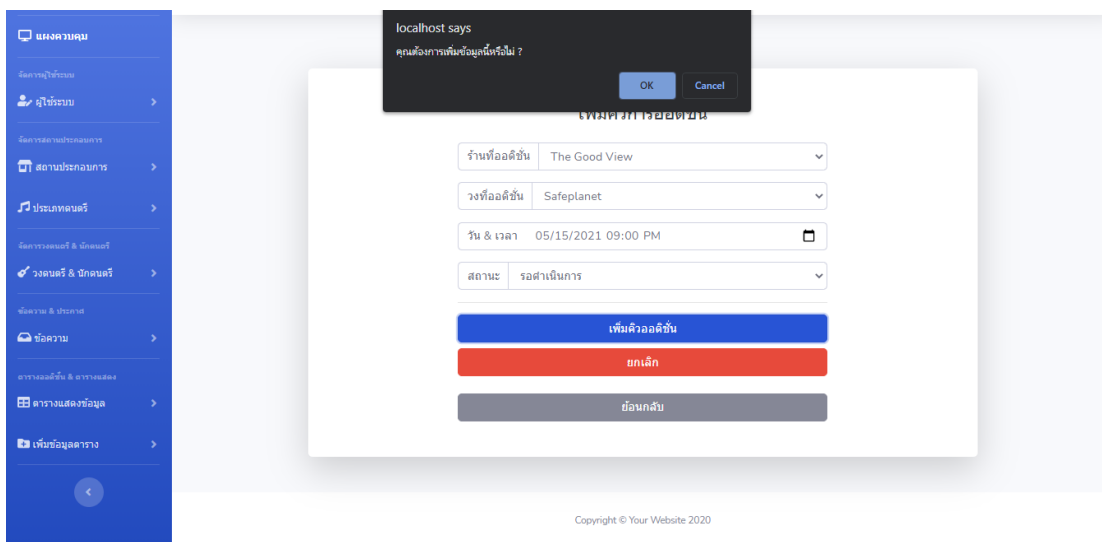 แผงควบคุม
จัดการผู้ใช้ระบบ
ผู้ใช้ระบบ
จัดการสถานประกอบการ
สถานประกอบการ
ประเภทดนตรี
จัดการวงดนตรี & นักดนตรี
วงดนตรี & นักดนตรี
ข้อความ & ประกาศ
ข้อความ
ตารางออดิชั่น & ตารางแสดง
ตารางแสดงข้อมูล
เพิ่มข้อมูลตาราง
localhost says
คุณต้องการเพิ่มข้อมูลนี้หรือไม่ ?
OK Cancel
เพิ่มคิวการออดิชั่น
ร้านที่ออดิชั่น The Good View
วงที่ออดิชั่น Safeplanet
วัน & เวลา 05/15/2021 09:00 PM
สถานะ รอดำเนินการ
เพิ่มคิวออดิชั่น
ยกเลิก
ย้อนกลับ
Copyright © Your Website 2020